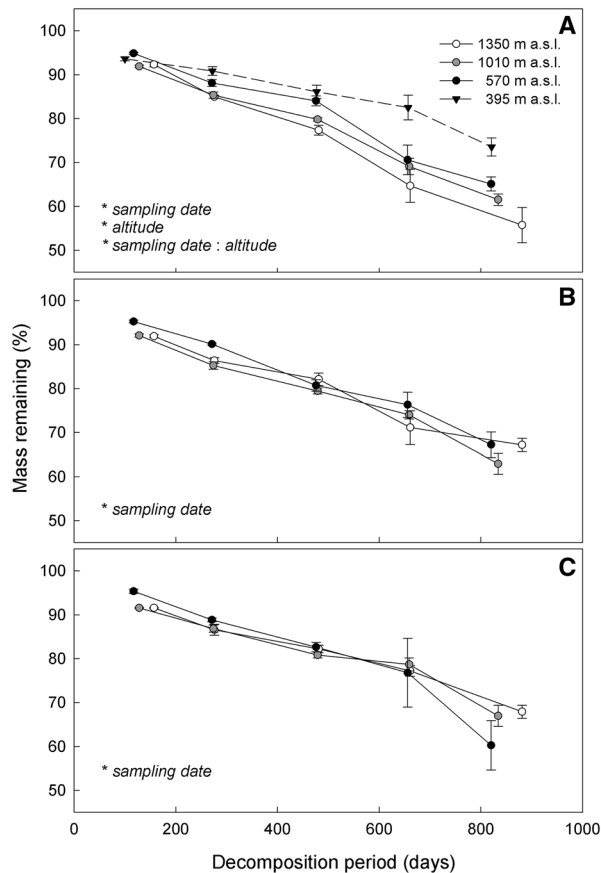 A
1350 m a.s.l.
1010 m a.s.l.
570 m a.s.l.
395 m a.s.l.
100
90
80
70
60
50
* sampling date
* altitude
* sampling date : altitude
B
100
90
80
70
60
50
Mass remaining (%)
* sampling date
C
100
90
80
70
60
50
* sampling date
0 200 400 600 800 1000
Decomposition period (days)